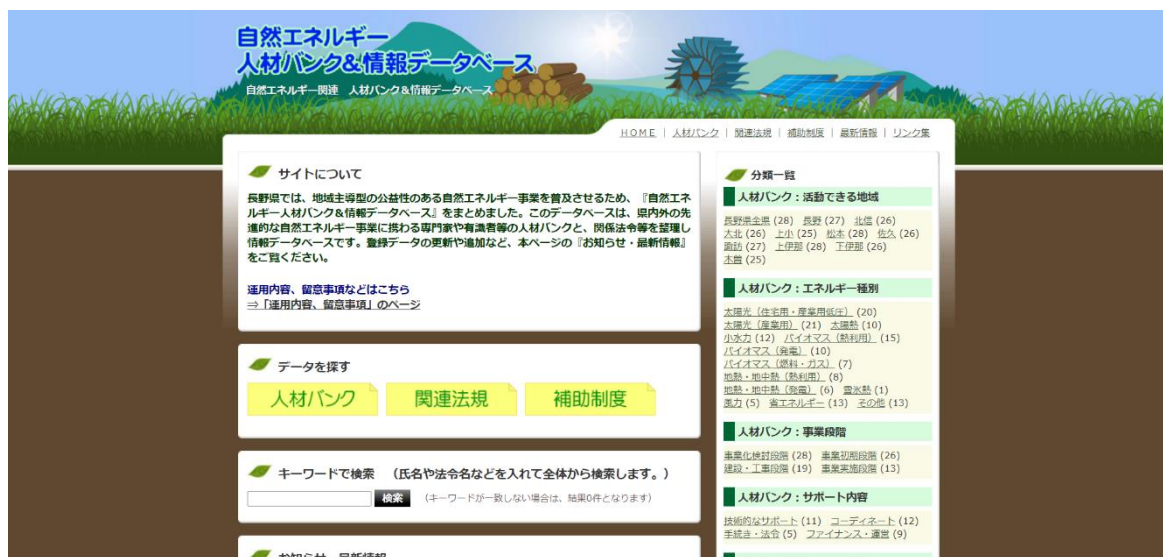 自然エネルギー
人材バンク&情報データベース
自然エネルギー関連 人材バンク&情報データベース
HOME | 人材バンク | 関連法規 | 補助制度 | 最新情報 | リンク集
サイトについて
長野県では、地域主導型の公益性のある自然エネルギー事業を普及させるため、『自然エネ
ルギー人材バンク&情報データベース』をまとめました。このデータベースは、県内外の先
進的な自然エネルギー事業に携わる専門家や有識者等の人材バンクと、関係法令等を整理し
情報データベースです。登録データの更新や追加など、本ページの『お知らせ・最新情報』
をご覧ください。
運用内容、留意事項などはこちら
⇒「運用内容、留意事項」のページ
データを探す
人材バンク
関連法規
補助制度
キーワードで検索 (氏名や法令名などを入れて全体から検索します。)
検索 (キーワードが一致しない場合は、結果0件となります)
お知らせ・最新情報
分類一覧
人材バンク:活動できる地域
長野県全県 (28) 長野 (27) 北信 (26)
大北 (26) 上小 (25) 松本 (28) 佐久 (26)
諏訪 (27) 上伊那 (28) 下伊那 (26)
木曽 (25)
人材バンク:エネルギー種別
太陽光(住宅用・産業用低圧) (20)
太陽光(産業用) (21) 太陽熱 (10)
小水力 (12) バイオマス(熱利用) (15)
バイオマス(発電) (10)
バイオマス(燃料・ガス) (7)
地熱・地中熱(熱利用) (8)
地熱・地中熱(発電) (6) 雪氷熱 (1)
風力 (5) 省エネルギー (13) その他 (13)
人材バンク:事業段階
事業化検討段階 (28) 事業初期段階 (26)
建設・工事段階 (19) 事業実施段階 (13)
人材バンク:サポート内容
技術的なサポート (11) コーディネート (12)
手続き・法令 (5) ファイナンス・運営 (9)